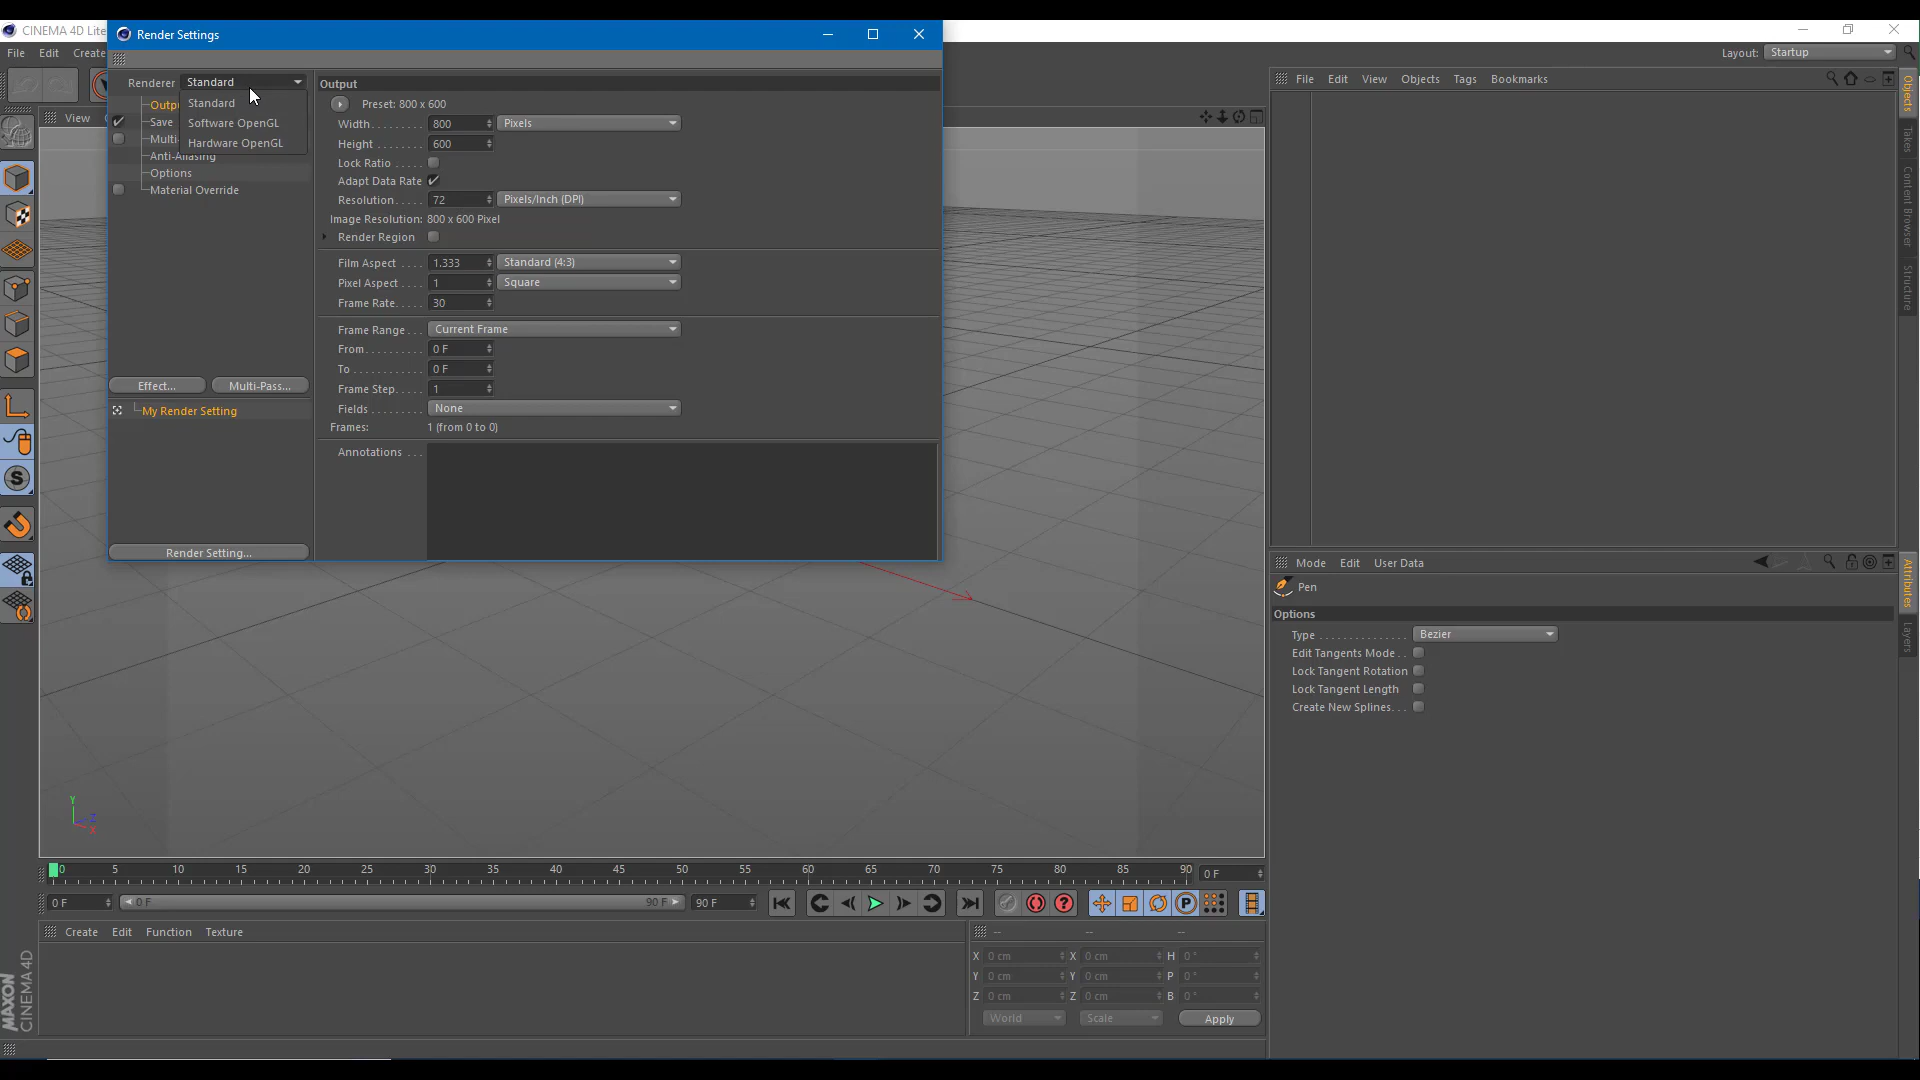 CINEMA 4D Lite
Render Settings
File Edit Create
Layout: Startup
Renderer Standard
Standard
Software OpenGL
Hardware OpenGL
Save
Anti-Aliasing
Options
Material Override
Effect... Multi-Pass...
My Render Setting
Render Setting...
Output
Preset: 800 x 600
Width 800 Pixels
Height 600
Lock Ratio
Adapt Data Rate
Resolution 72 Pixels/Inch (DPI)
Image Resolution: 800 x 600 Pixel
Render Region
Film Aspect 1.333 Standard (4:3)
Pixel Aspect 1 Square
Frame Rate 30
Frame Range Current Frame
From 0 F
To 0 F
Frame Step 1
Fields None
Frames: 1 (from 0 to 0)
Annotations
View
File Edit View Objects Tags Bookmarks
Objects
Takes
Content Browser
Structure
Mode Edit User Data
Pen
Options
Type Bezier
Edit Tangents Mode
Lock Tangent Rotation
Lock Tangent Length
Create New Splines
Attributes
Layers
Y
Z
X
0 5 10 15 20 25 30 35 40 45 50 55 60 65 70 75 80 85 90 0 F
0 F 0 F 90 F 90 F
P
Create Edit Function Texture
-- -- --
X 0 cm X 0 cm H 0 °
Y 0 cm Y 0 cm P 0 °
Z 0 cm Z 0 cm B 0 °
World Scale Apply
MAXON
CINEMA 4D